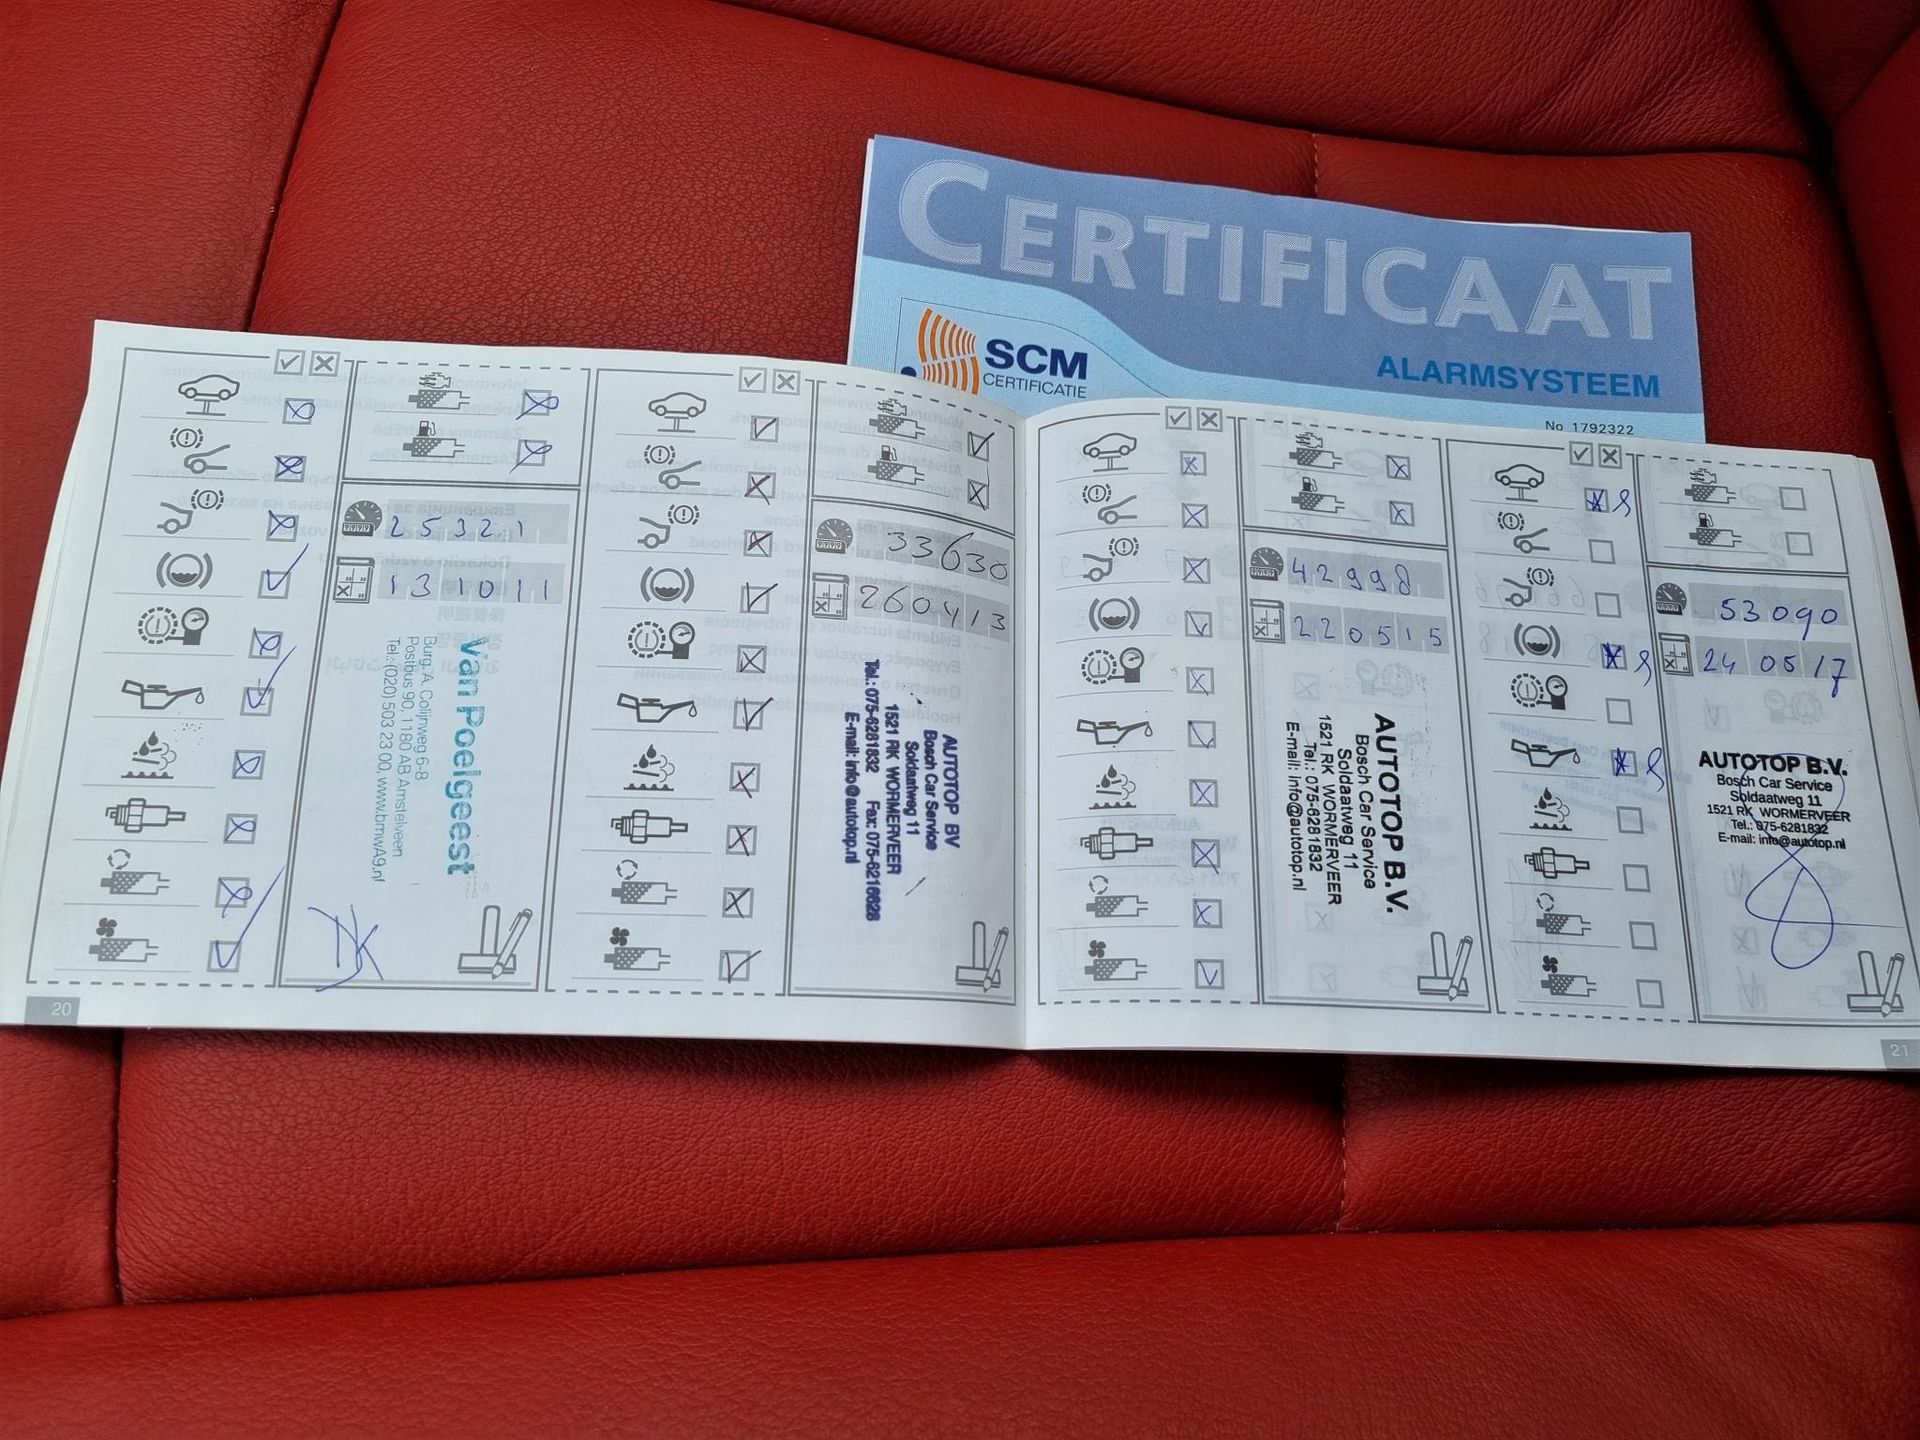 CERTIFICAAT
SCM
CERTIFICATIE
ALARMSYSTEEM
No 1792322
25321
131011
Van Poelgeest
Burg. A. Colijnweg 6-8
Postbus 90, 1180 AB Amstelveen
Tel.: (020) 503 23 00, www.bmwA9.nl
20
33630
260413
AUTOTOP BV
Bosch Car Service
Soldaatweg 11
1521 RK WORMERVEER
Tel.: 075-6281832 Fax: 075-6216628
E-mail: info@autotop.nl
42998
220515
AUTOTOP B.V.
Bosch Car Service
Soldaatweg 11
1521 RK WORMERVEER
Tel.: 075-6281832
E-mail: info@autotop.nl
53090
240517
AUTOTOP B.V.
Bosch Car Service
Soldaatweg 11
1521 RK WORMERVEER
Tel.: 075-6281832
E-mail: info@autotop.nl
21